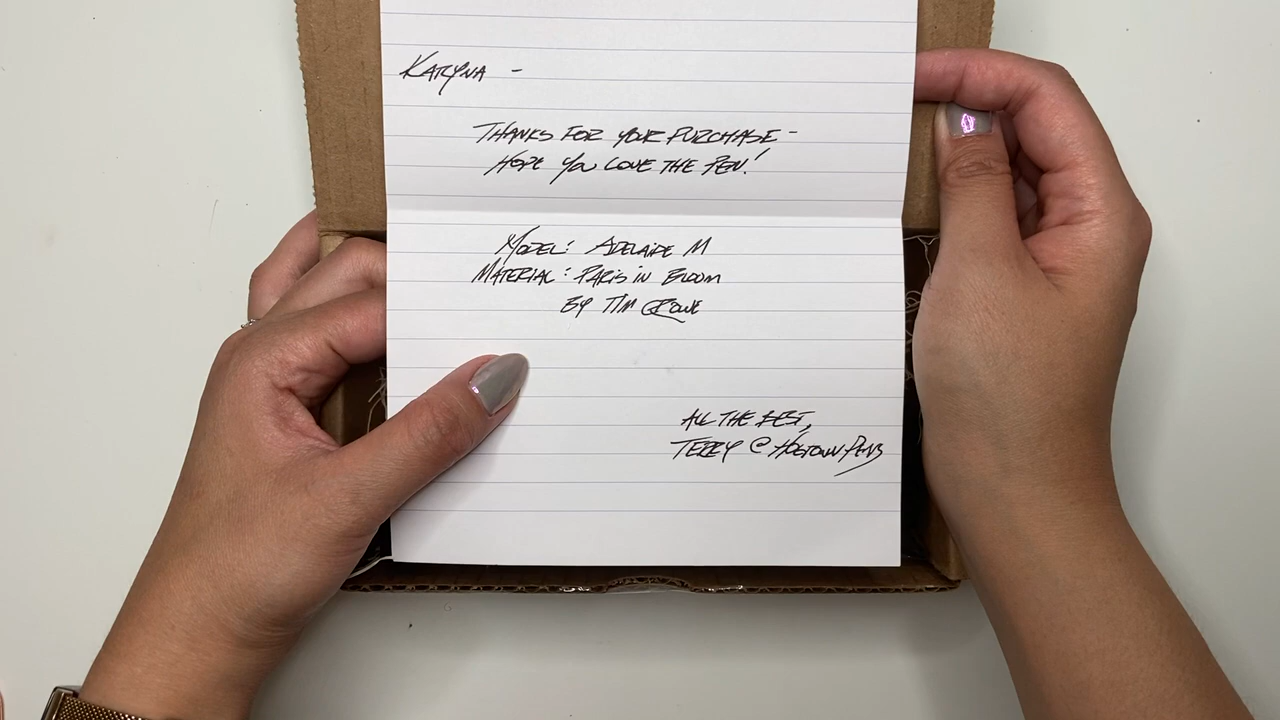 KATRYNA -
THANKS FOR YOUR PURCHASE -
HOPE YOU LOVE THE PEN!
MODEL: ADELAIDE M
MATERIAL: PARIS IN BLOOM
BY TIM CROWE
ALL THE BEST,
TERRY @ HOLTOWN PENS